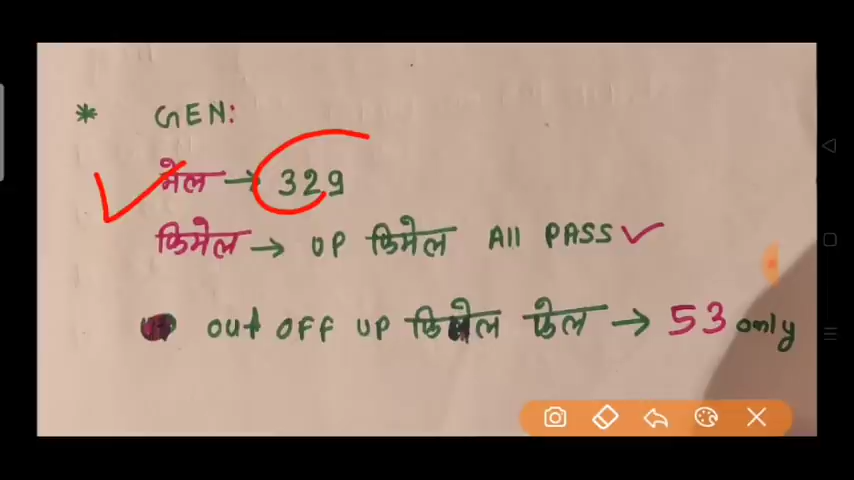 * GEN:
मेल → 329
फिमेल → UP फिमेल All PASS ✓
out OFF UP फिमेल फेल → 53 only